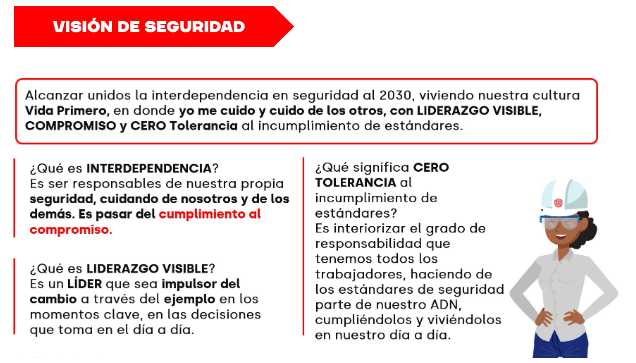 VISIÓN DE SEGURIDAD
Alcanzar unidos la interdependencia en seguridad al 2030, viviendo nuestra cultura
Vida Primero, en donde yo me cuido y cuido de los otros, con LIDERAZGO VISIBLE,
COMPROMISO y CERO Tolerancia al incumplimiento de estándares.
¿Qué es INTERDEPENDENCIA?
Es ser responsables de nuestra propia
seguridad, cuidando de nosotros y de los
demás. Es pasar del cumplimiento al
compromiso.
¿Qué es LIDERAZGO VISIBLE?
Es un LÍDER que sea impulsor del
cambio a través del ejemplo en los
momentos clave, en las decisiones
que toma en el día a día.
¿Qué significa CERO
TOLERANCIA al
incumplimiento de
estándares?
Es interiorizar el grado de
responsabilidad que
tenemos todos los
trabajadores, haciendo de
los estándares de seguridad
parte de nuestro ADN,
cumpliéndolos y viviéndolos
en nuestro día a día.